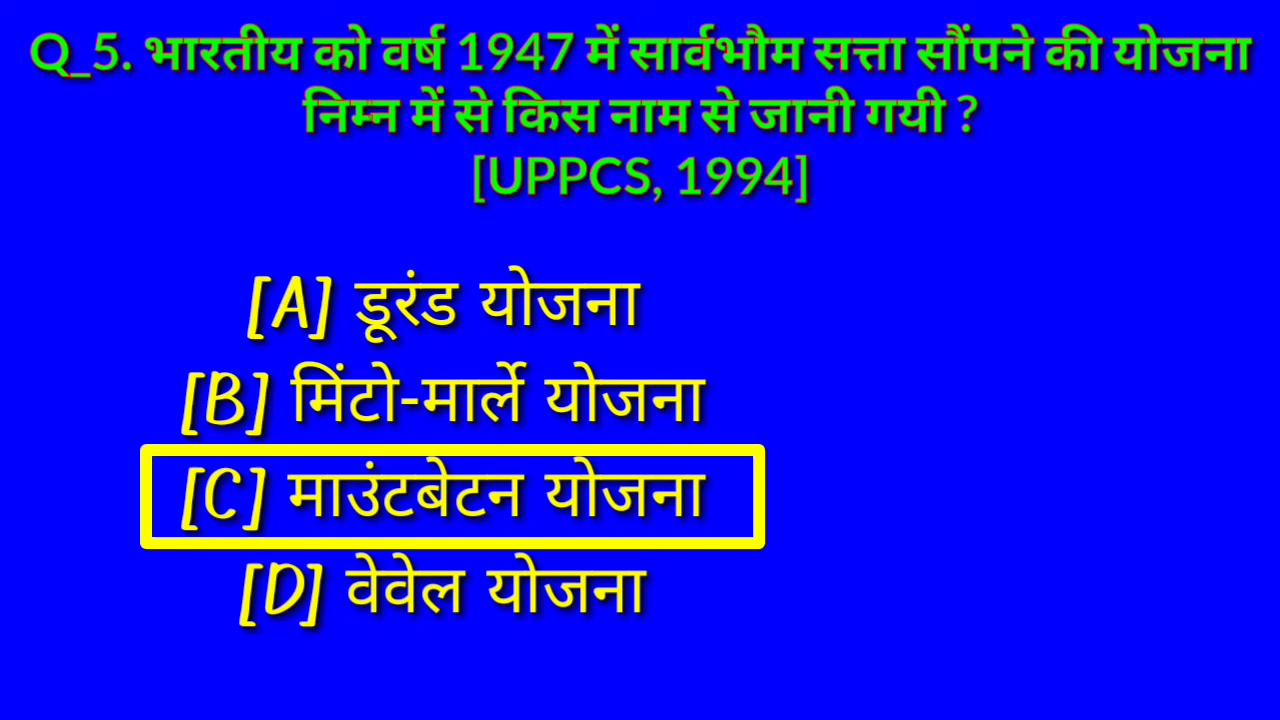 Q_5. भारतीय को वर्ष 1947 में सार्वभौम सत्ता सौंपने की योजना
निम्न में से किस नाम से जानी गयी ?
[UPPCS, 1994]
[A] डूरंड योजना
[B] मिंटो-मार्ले योजना
[C] माउंटबेटन योजना
[D] वेवेल योजना